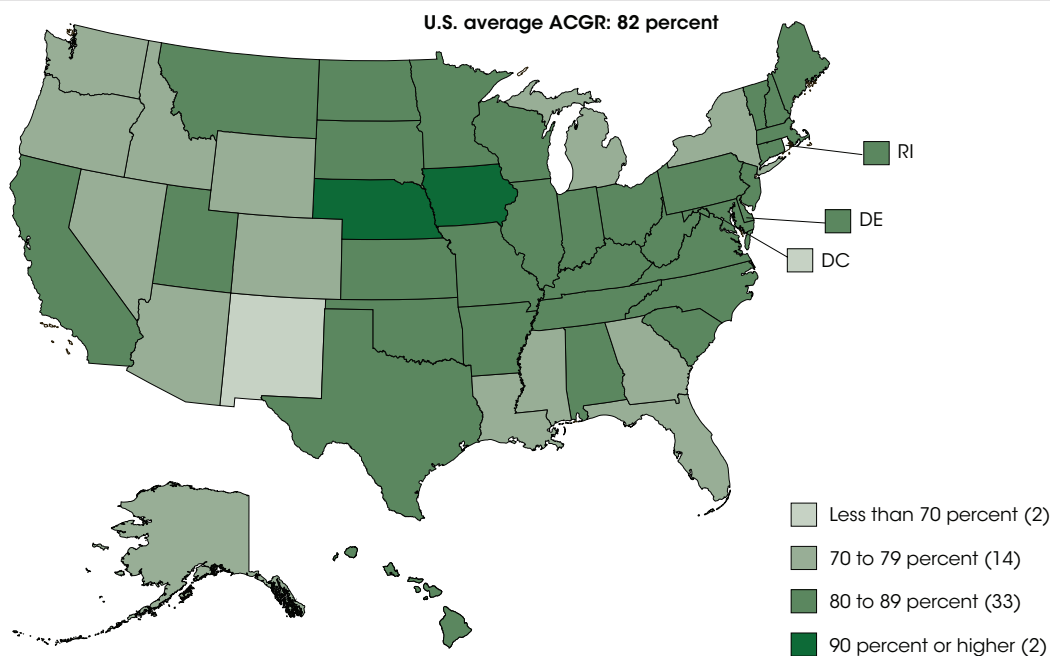 U.S. average ACGR: 82 percent
RI
DE
DC
Less than 70 percent (2)
70 to 79 percent (14)
80 to 89 percent (33)
90 percent or higher (2)